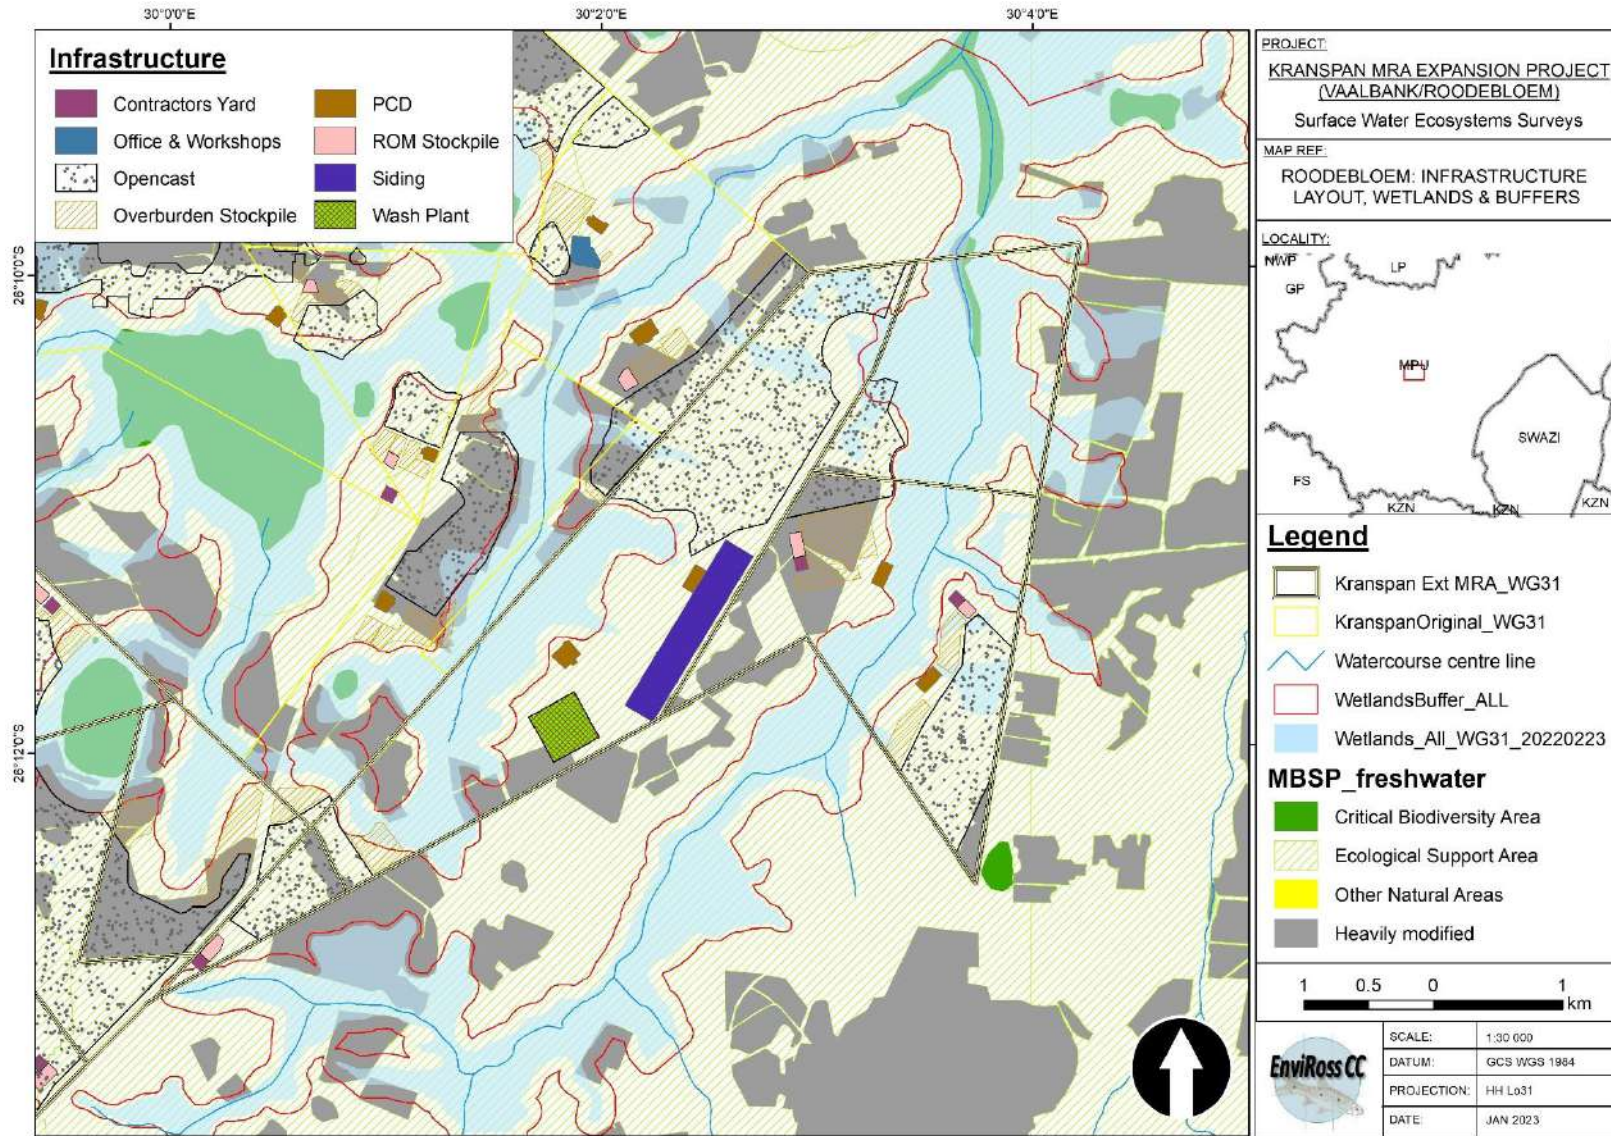 30°0'0"E
30°2'0"E
30°4'0"E
26°10'0"S
26°12'0"S
Infrastructure
Contractors Yard
Office & Workshops
Opencast
Overburden Stockpile
PCD
ROM Stockpile
Siding
Wash Plant
PROJECT:
KRANSPAN MRA EXPANSION PROJECT
(VAALBANK/ROODEBLOEM)
Surface Water Ecosystems Surveys
MAP REF:
ROODEBLOEM: INFRASTRUCTURE
LAYOUT, WETLANDS & BUFFERS
LOCALITY:
NWP
LP
GP
MPU
SWAZI
FS
KZN
KZN
KZN
Legend
Kranspan Ext MRA_WG31
KranspanOriginal_WG31
Watercourse centre line
WetlandsBuffer_ALL
Wetlands_All_WG31_20220223
MBSP_freshwater
Critical Biodiversity Area
Ecological Support Area
Other Natural Areas
Heavily modified
1 0.5 0 1
km
EnviRoss CC
SCALE: 1:30 000
DATUM: GCS WGS 1984
PROJECTION: HH Lo31
DATE: JAN 2023